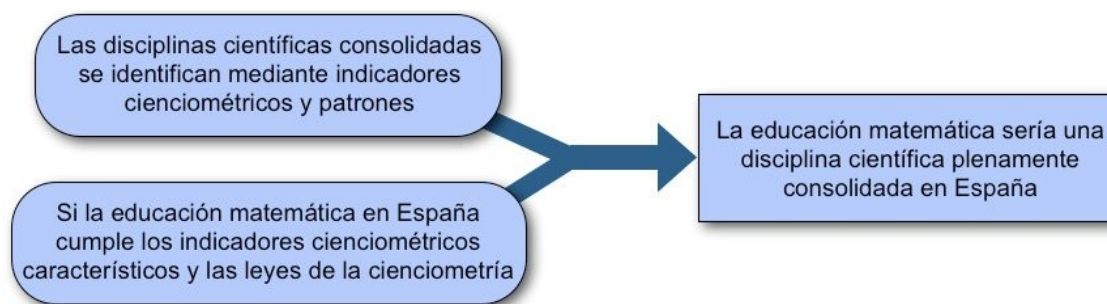 Las disciplinas científicas consolidadas
se identifican mediante indicadores
cienciométricos y patrones
Si la educación matemática en España
cumple los indicadores cienciométricos
característicos y las leyes de la cienciometría
La educación matemática sería una
disciplina científica plenamente
consolidada en España